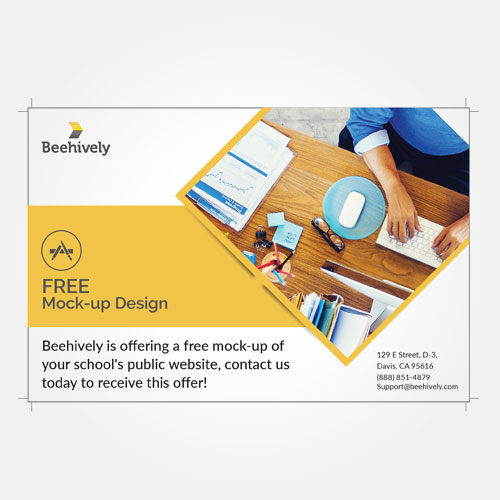 Beehively
FREE
Mock-up Design
Beehively is offering a free mock-up of
your school's public website, contact us
today to receive this offer!
129 E Street, D-3,
Davis, CA 95616
(888) 851-4879
Support@beehively.com